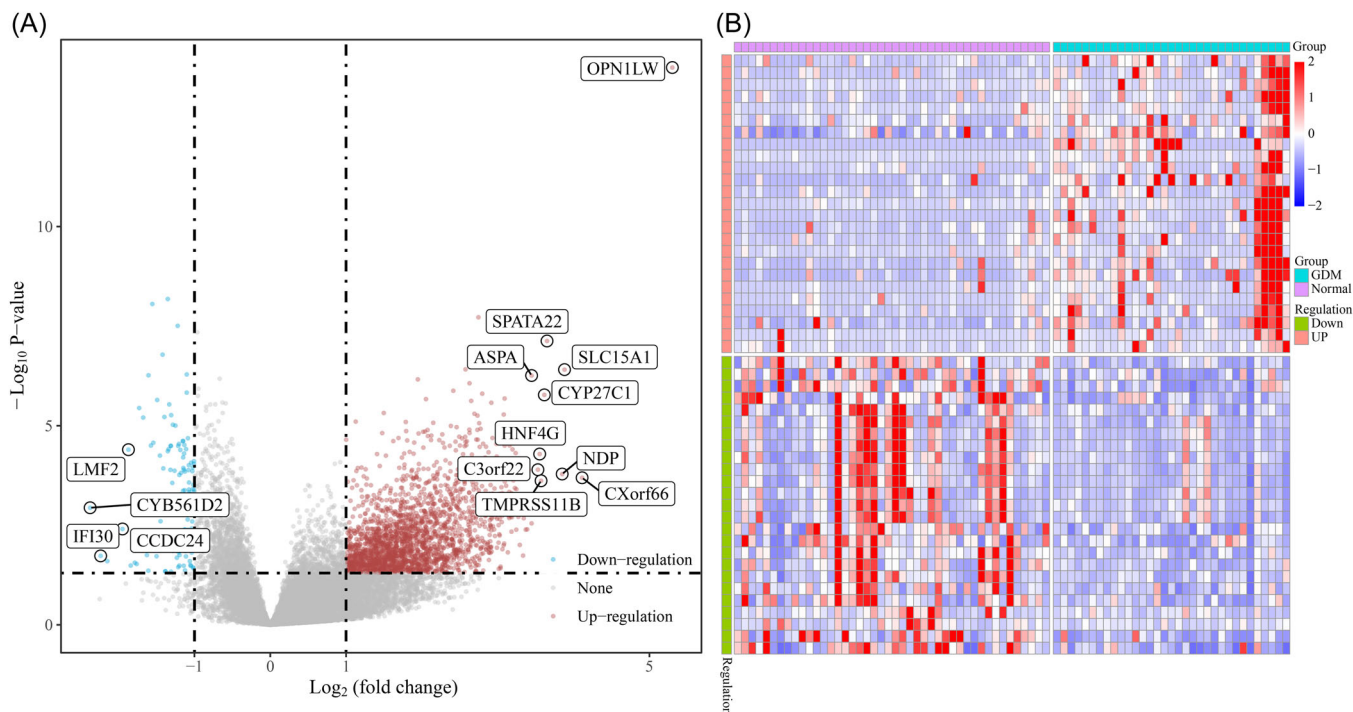 (A)
OPN1LW
10
SPATA22
ASPA
SLC15A1
CYP27C1
5
HNF4G
LMF2
C3orf22
NDP
CXorf66
TMPRSS11B
CYB561D2
IFI30
CCDC24
Down−regulation
None
Up−regulation
0
−1
0
1
5
− Log10 P−value
Log2 (fold change)
(B)
Group
2
1
0
−1
−2
Group
GDM
Normal
Regulation
Down
UP
Regulation